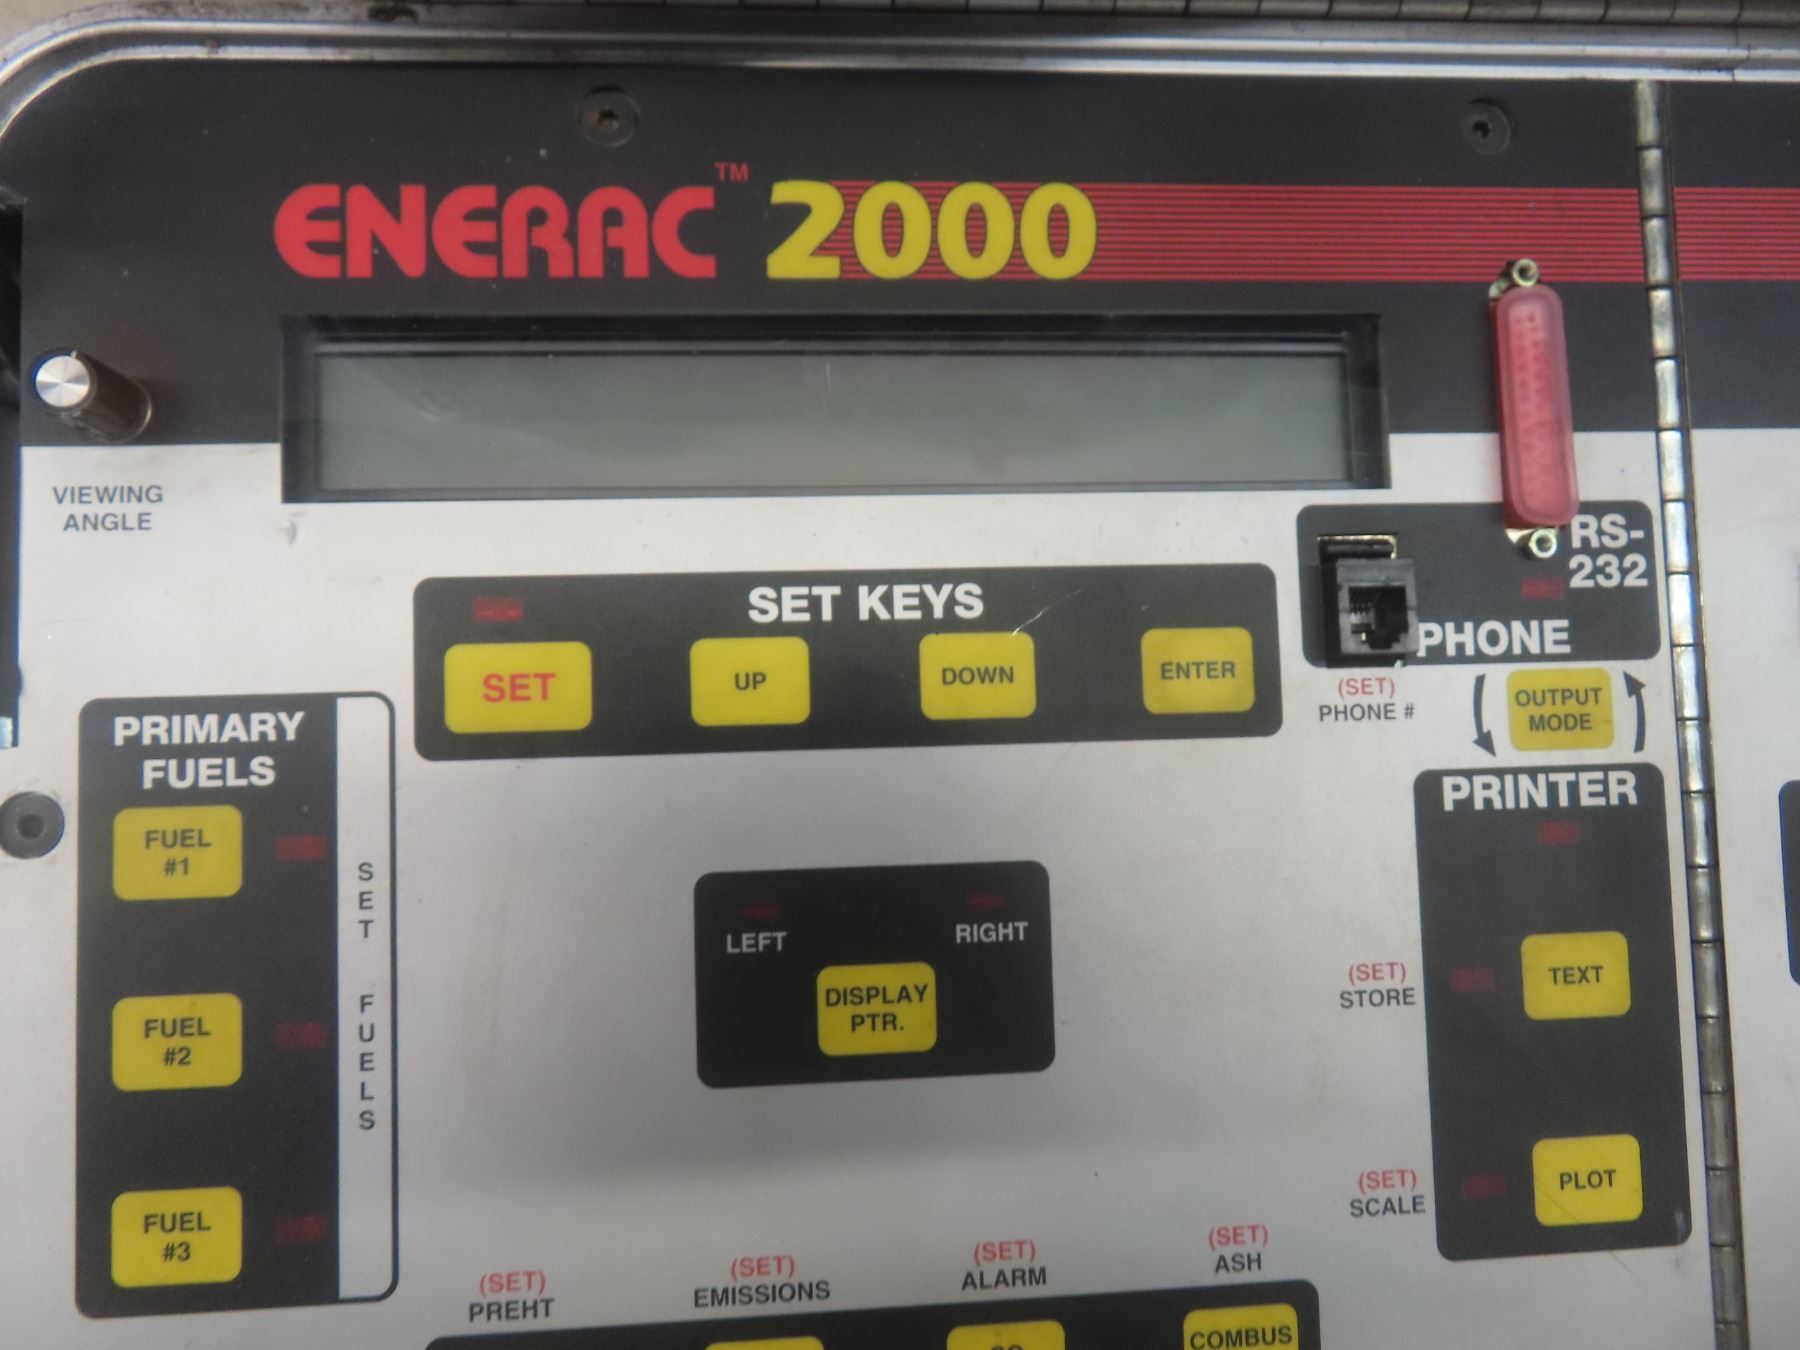 ENERAC™ 2000
VIEWING
ANGLE
SET KEYS
SET
UP
DOWN
ENTER
RS-
232
PHONE
(SET)
PHONE #
OUTPUT
MODE
PRIMARY
FUELS
FUEL
#1
FUEL
#2
FUEL
#3
SET FUELS
LEFT
RIGHT
DISPLAY
PTR.
PRINTER
(SET)
STORE
TEXT
(SET)
SCALE
PLOT
(SET)
PREHT
(SET)
EMISSIONS
(SET)
ALARM
(SET)
ASH
COMBUS